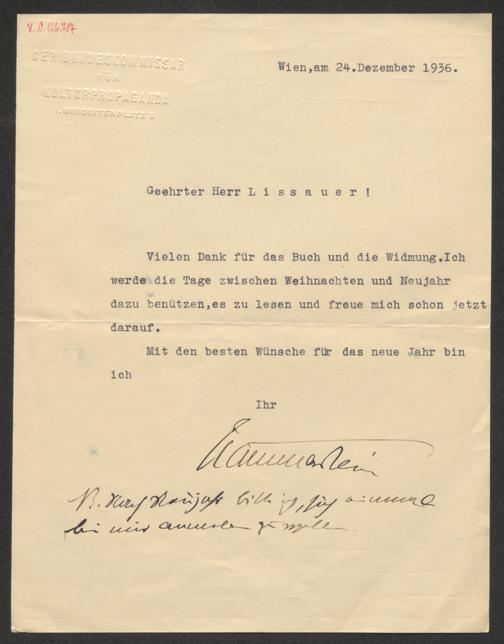 DER BUNDESKOMMISSAR
FÜR
KULTURPROPAGANDA
I. MINORITENPLATZ 5
Wien,am 24.Dezember 1936.
Geehrter Herr L i s s a u e r !
Vielen Dank für das Buch und die Widmung.Ich
werde die Tage zwischen Weihnachten und Neujahr
dazu benützen,es zu lesen und freue mich schon jetzt
darauf.
Mit den besten Wünsche für das neue Jahr bin
ich
Ihr
Hammerstein
Nach Neujahr bitte ich, sich einmal
bei mir anmelden zu wollen